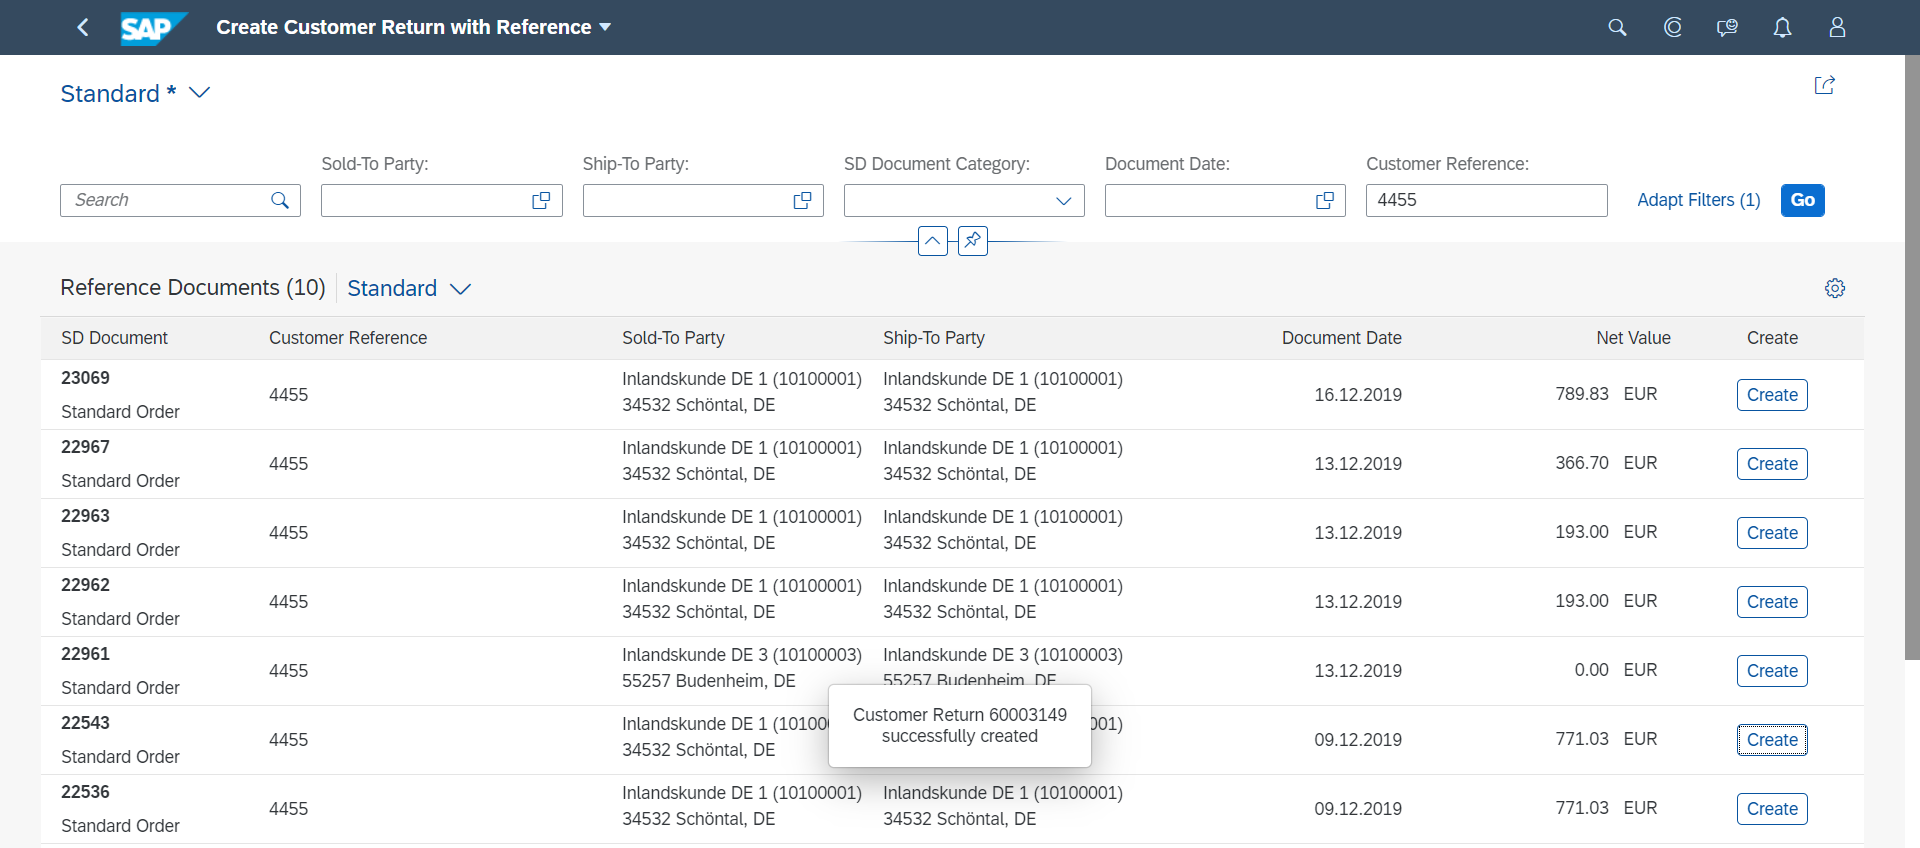 SAP Create Customer Return with Reference
Standard *
Sold-To Party: Ship-To Party: SD Document Category: Document Date: Customer Reference:
Search 4455 Adapt Filters (1) Go
Reference Documents (10) Standard
SD Document Customer Reference Sold-To Party Ship-To Party Document Date Net Value Create
23069 Inlandskunde DE 1 (10100001) Inlandskunde DE 1 (10100001)
4455 16.12.2019 789.83 EUR Create
Standard Order 34532 Schöntal, DE 34532 Schöntal, DE
22967 Inlandskunde DE 1 (10100001) Inlandskunde DE 1 (10100001)
4455 13.12.2019 366.70 EUR Create
Standard Order 34532 Schöntal, DE 34532 Schöntal, DE
22963 Inlandskunde DE 1 (10100001) Inlandskunde DE 1 (10100001)
4455 13.12.2019 193.00 EUR Create
Standard Order 34532 Schöntal, DE 34532 Schöntal, DE
22962 Inlandskunde DE 1 (10100001) Inlandskunde DE 1 (10100001)
4455 13.12.2019 193.00 EUR Create
Standard Order 34532 Schöntal, DE 34532 Schöntal, DE
22961 Inlandskunde DE 3 (10100003) Inlandskunde DE 3 (10100003)
4455 13.12.2019 0.00 EUR Create
Standard Order 55257 Budenheim, DE 55257 Budenheim, DE
22543 Inlandskunde DE 1 (10100 001)
4455 09.12.2019 771.03 EUR Create
Standard Order 34532 Schöntal, DE
Customer Return 60003149
successfully created
22536 Inlandskunde DE 1 (10100001) Inlandskunde DE 1 (10100001)
4455 09.12.2019 771.03 EUR Create
Standard Order 34532 Schöntal, DE 34532 Schöntal, DE